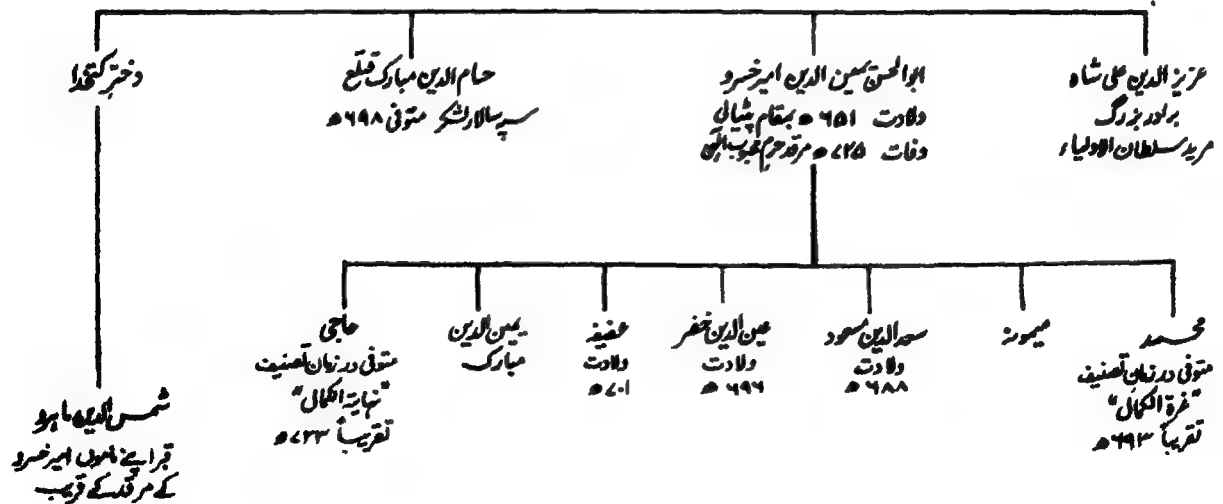 عزیز الدین علی شاہ
برادر بزرگ
مرید سلطان الاولیاء
ابوالحسن یمین الدین امیر خسرو
ولادت ۶۵۱ھ بمقام پٹیالی
وفات ۷۲۵ھ مرقد حرم محبوب الٰہی
حسام الدین مبارک قتلغ
سپہ سالار لشکر متوفی ۶۹۸ھ
دختر کتخدا
محمد
متوفی در زمان تصنیف
"غرۃ الکمال"
تقریباً ۶۹۳ھ
میمونہ
سعد الدین مسعود
ولادت
۶۸۸ھ
عین الدین خضر
ولادت
۶۹۶ھ
عفیفہ
ولادت
۷۰۱ھ
یمین الدین
مبارک
حاجی
متوفی در زمان تصنیف
"نہایۃ الکمال"
تقریباً ۷۲۳ھ
شمس الدین ماہرو
قبر اپنے ماموں امیر خسرو
کے مرقد کے قریب